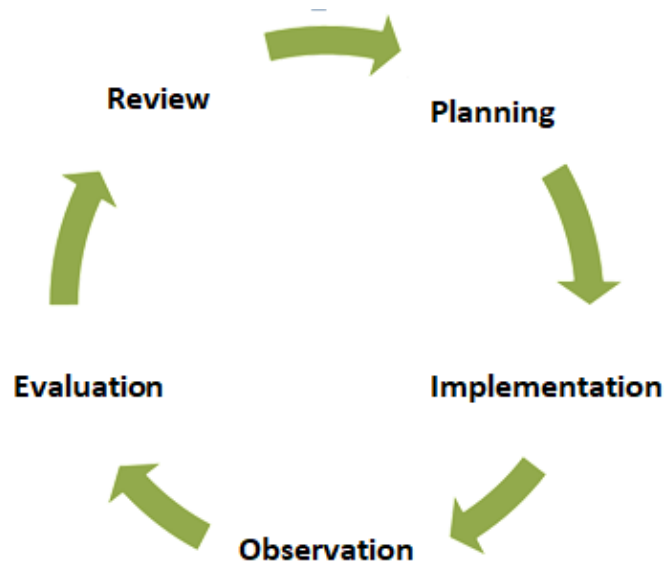 Review
Planning
Evaluation
Implementation
Observation